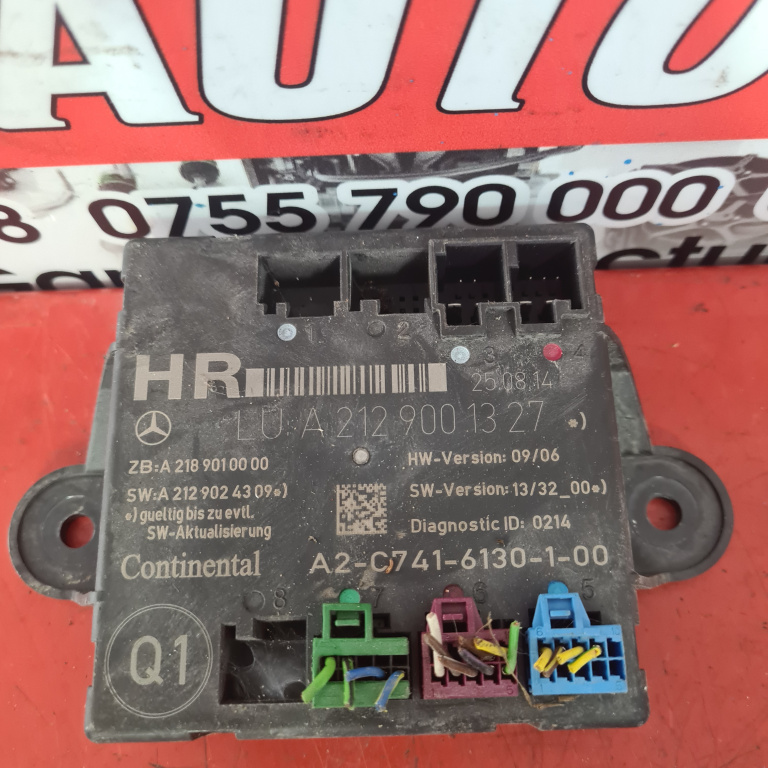 AUTO
8 0755 790 000
1 2 3 4
HR
25.08.14
LU: A 212 900 13 27 *)
ZB: A 218 901 00 00
HW-Version: 09/06
SW: A 212 902 43 09 *)
SW-Version: 13/32_00 *)
*) gueltig bis zu evtl.
SW-Aktualisierung
Diagnostic ID: 0214
Continental
A2-C741-6130-1-00
8 7 6 5
Q1